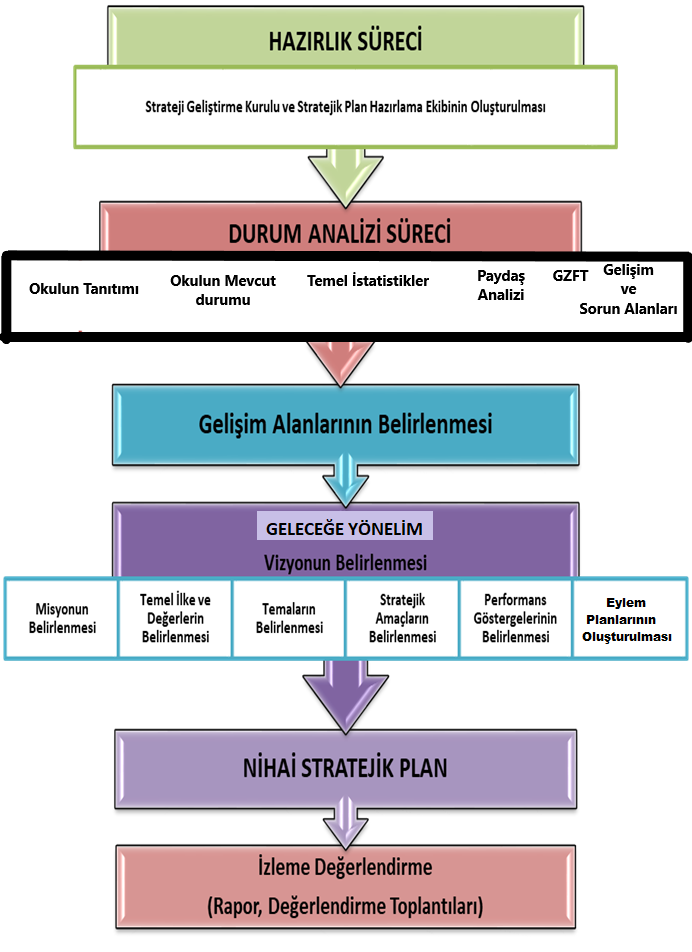 HAZIRLIK SÜRECİ
Strateji Geliştirme Kurulu ve Stratejik Plan Hazırlama Ekibinin Oluşturulması
DURUM ANALİZİ SÜRECİ
Okulun Tanıtımı
Okulun Mevcut
durumu
Temel İstatistikler
Paydaş
Analizi
GZFT
Gelişim
ve
Sorun Alanları
Gelişim Alanlarının Belirlenmesi
GELECEĞE YÖNELİM
Vizyonun Belirlenmesi
Misyonun
Belirlenmesi
Temel İlke ve
Değerlerin
Belirlenmesi
Temaların
Belirlenmesi
Stratejik
Amaçların
Belirlenmesi
Performans
Göstergelerinin
Belirlenmesi
Eylem
Planlarının
Oluşturulması
NİHAİ STRATEJİK PLAN
İzleme Değerlendirme
(Rapor, Değerlendirme Toplantıları)